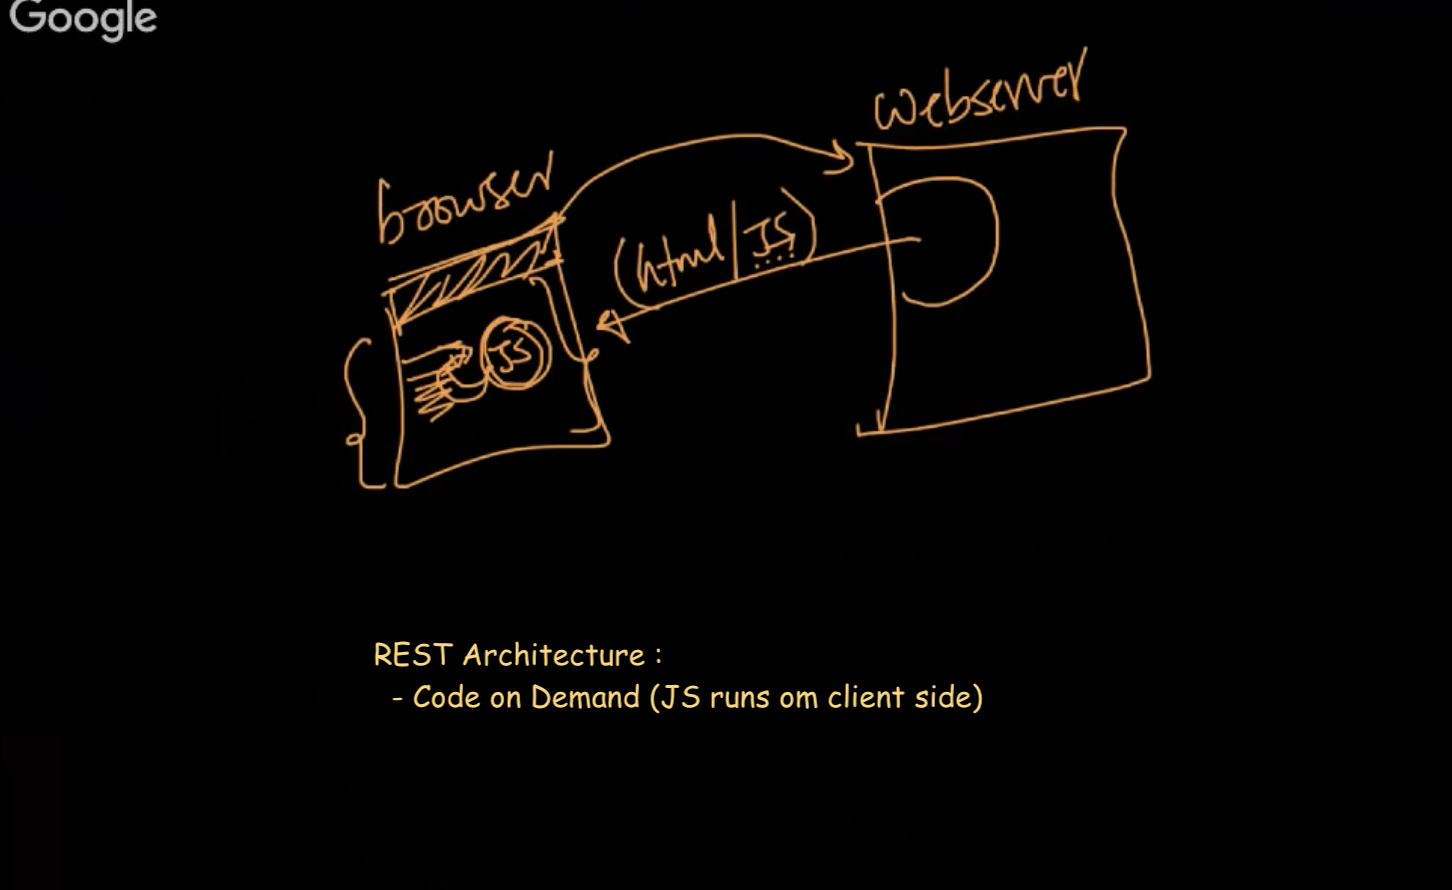 Google
webserver
browser
(html/JS)
JS
REST Architecture :
- Code on Demand (JS runs om client side)